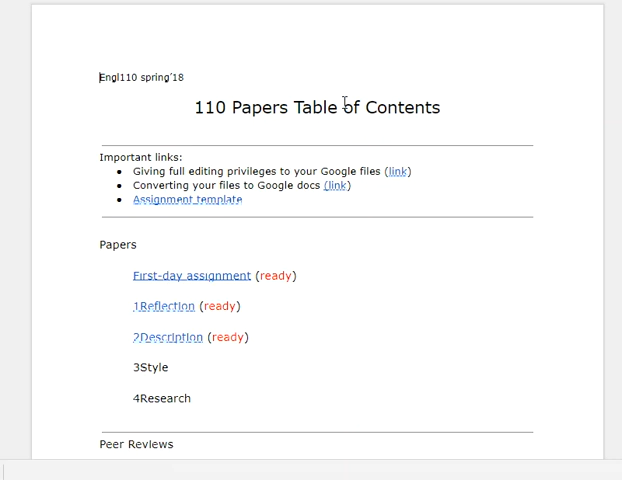 Engl110 spring'18
110 Papers Table of Contents
Important links:
• Giving full editing privileges to your Google files (link)
• Converting your files to Google docs (link)
• Assignment template
Papers
First-day assignment (ready)
1Reflection (ready)
2Description (ready)
3Style
4Research
Peer Reviews